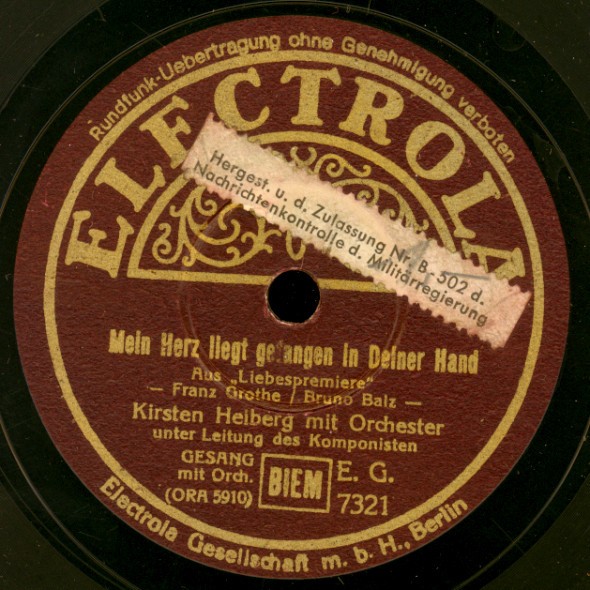 Rundfunk-Uebertragung ohne Genehmigung verboten
ELECTROLA
Hergest. u. d. Zulassung Nr. B. 502 d.
Nachrichtenkontrolle d. Militärregierung
Mein Herz liegt gefangen in Deiner Hand
Aus „Liebespremiere“
— Franz Grothe / Bruno Balz —
Kirsten Heiberg mit Orchester
unter Leitung des Komponisten
GESANG
mit Orch.
(ORA 5910)
BIEM
E. G.
7321
Electrola Gesellschaft m. b. H., Berlin